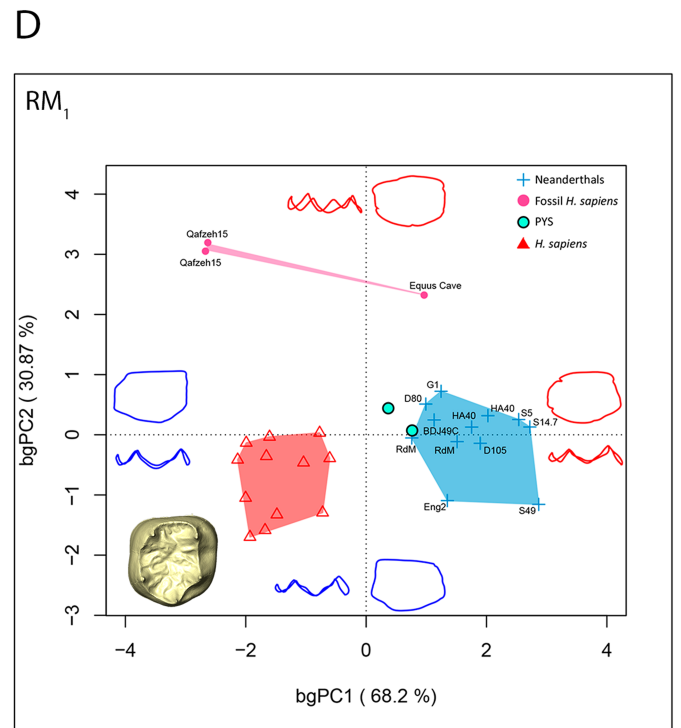 D
RM1
Neanderthals
Fossil H. sapiens
PYS
H. sapiens
Qafzeh15
Qafzeh15
Equus Cave
G1
D80
HA40
HA40
S5
S14.7
BDJ49C
RdM
RdM
D105
Eng2
S49
4
3
2
1
0
−1
−2
−3
bgPC2 ( 30.87 %)
−4 −2 0 2 4
bgPC1 ( 68.2 %)